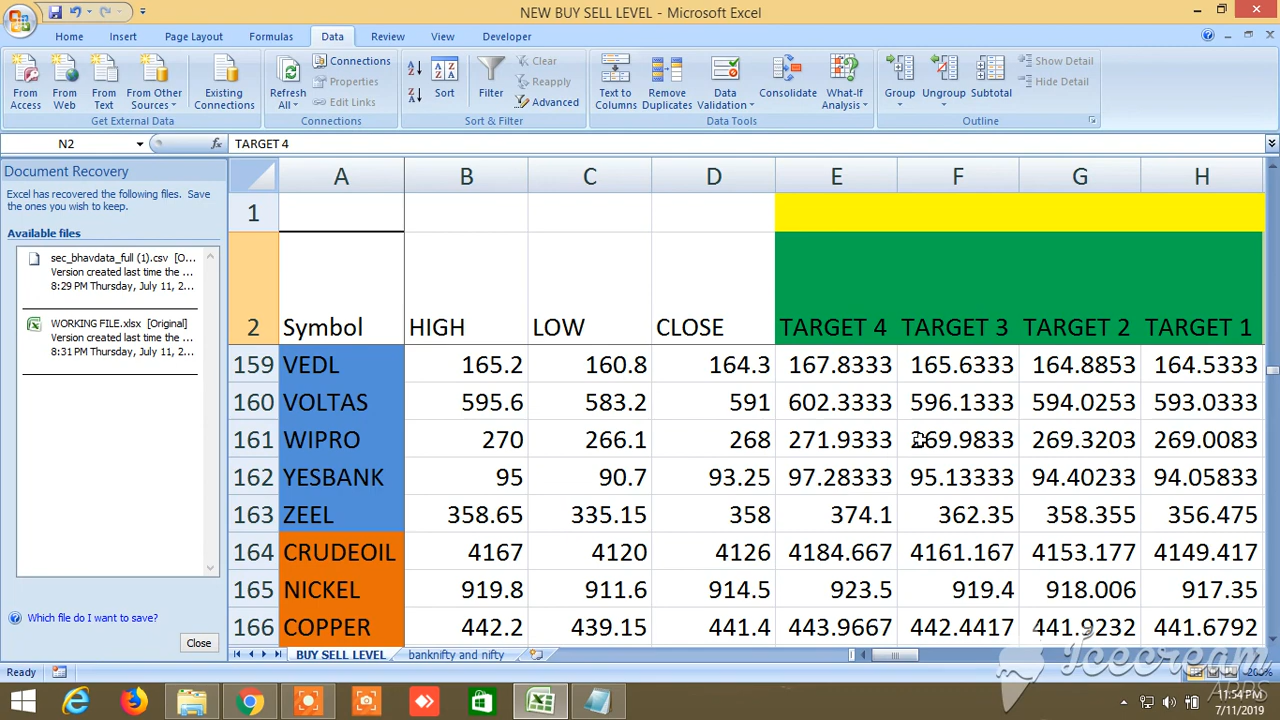 NEW BUY SELL LEVEL - Microsoft Excel
Home Insert Page Layout Formulas Data Review View Developer
From Access From Web From Text From Other Sources Existing Connections
Refresh All Connections Properties Edit Links
Sort Filter Clear Reapply Advanced
Text to Columns Remove Duplicates Data Validation Consolidate What-If Analysis
Group Ungroup Subtotal Show Detail Hide Detail
Get External Data Connections Sort & Filter Data Tools Outline
N2 fx TARGET 4
Document Recovery
Excel has recovered the following files. Save
the ones you wish to keep.
Available files
sec_bhavdata_full (1).csv [O...
Version created last time the ...
8:29 PM Thursday, July 11, 2...
WORKING FILE.xlsx [Original]
Version created last time the ...
8:31 PM Thursday, July 11, 2...
Which file do I want to save?
Close
A B C D E F G H
1
2 Symbol HIGH LOW CLOSE TARGET 4 TARGET 3 TARGET 2 TARGET 1
159 VEDL 165.2 160.8 164.3 167.8333 165.6333 164.8853 164.5333
160 VOLTAS 595.6 583.2 591 602.3333 596.1333 594.0253 593.0333
161 WIPRO 270 266.1 268 271.9333 269.9833 269.3203 269.0083
162 YESBANK 95 90.7 93.25 97.28333 95.13333 94.40233 94.05833
163 ZEEL 358.65 335.15 358 374.1 362.35 358.355 356.475
164 CRUDEOIL 4167 4120 4126 4184.667 4161.167 4153.177 4149.417
165 NICKEL 919.8 911.6 914.5 923.5 919.4 918.006 917.35
166 COPPER 442.2 439.15 441.4 443.9667 442.4417 441.9232 441.6792
BUY SELL LEVEL banknifty and nifty
Ready 200%
Icecream
APPS
11:54 PM
7/11/2019